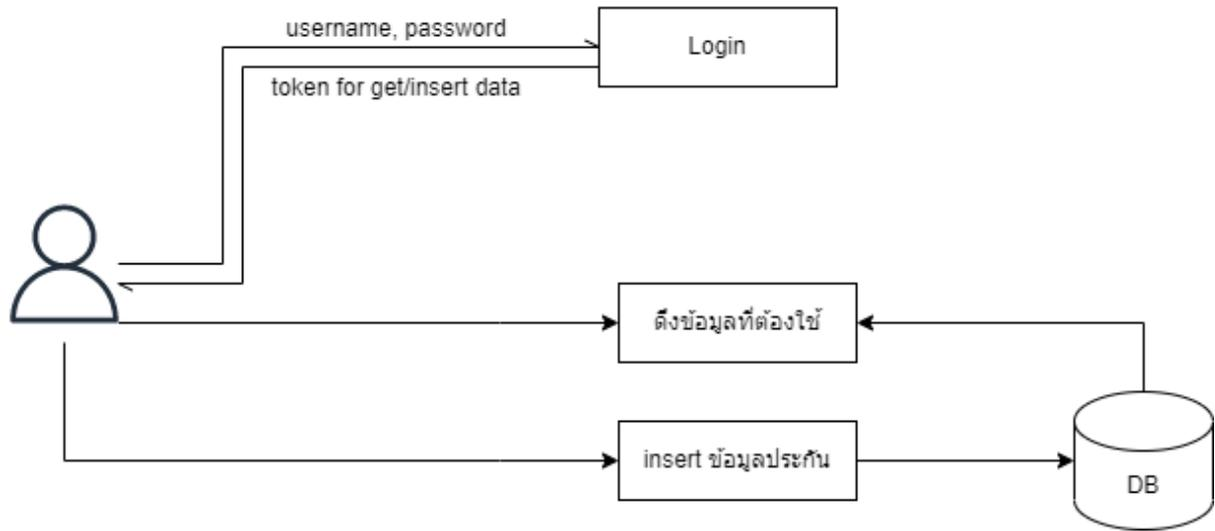 username, password
Login
token for get/insert data
ดึงข้อมูลที่ต้องใช้
insert ข้อมูลประกัน
DB